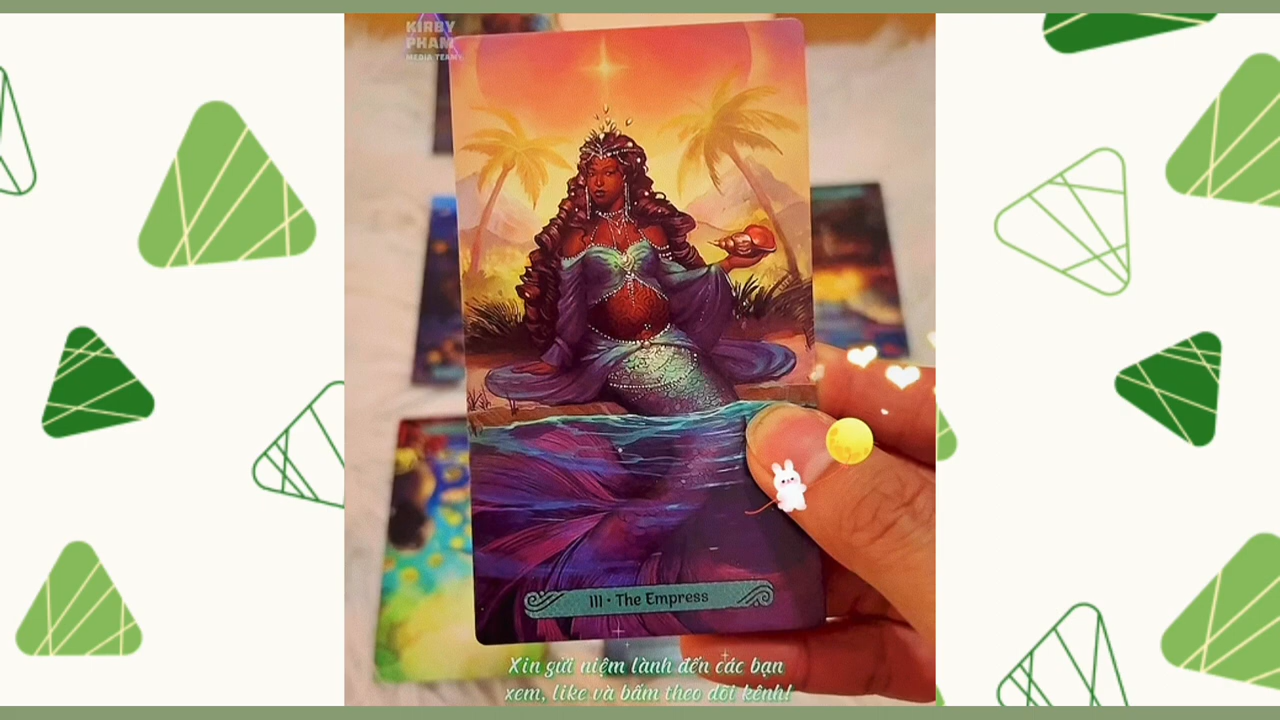 KIRBY
PHAM
MEDIA TEAM
III • The Empress
Xin gửi niệm lành đến các bạn
xem, like và bấm theo dõi kênh!